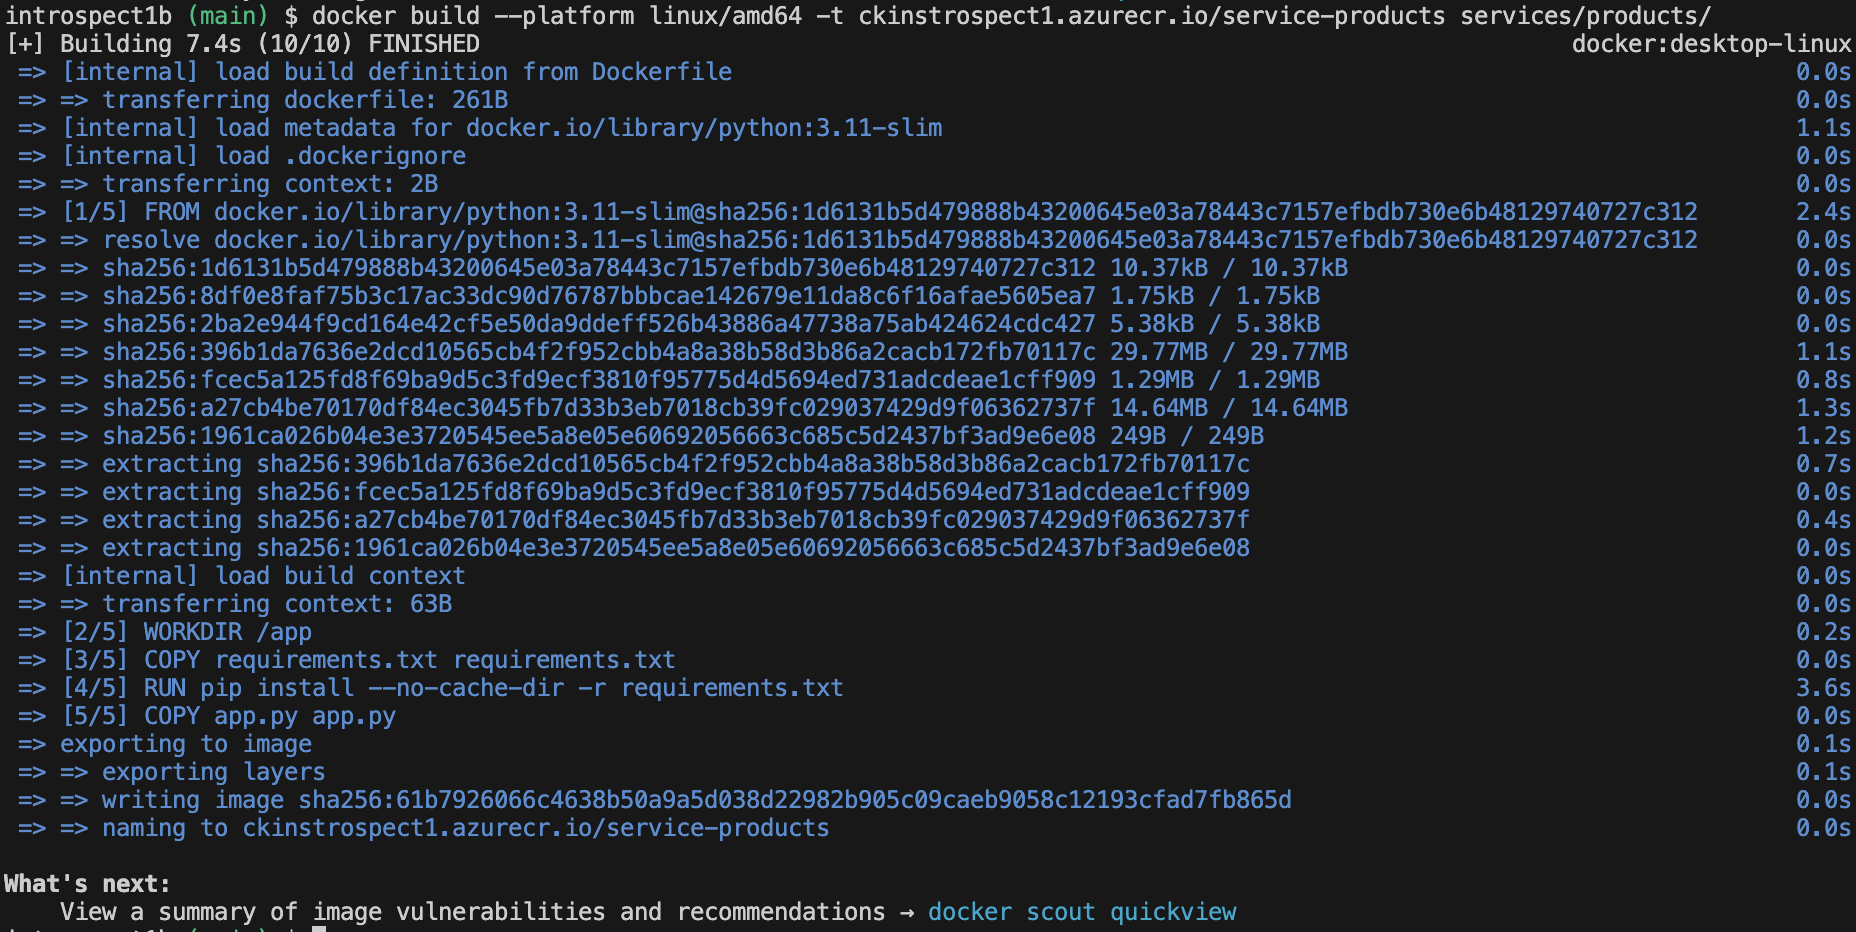 introspect1b (main) $ docker build --platform linux/amd64 -t ckinstrospect1.azurecr.io/service-products services/products/
[+] Building 7.4s (10/10) FINISHED docker:desktop-linux
=> [internal] load build definition from Dockerfile 0.0s
=> => transferring dockerfile: 261B 0.0s
=> [internal] load metadata for docker.io/library/python:3.11-slim 1.1s
=> [internal] load .dockerignore 0.0s
=> => transferring context: 2B 0.0s
=> [1/5] FROM docker.io/library/python:3.11-slim@sha256:1d6131b5d479888b43200645e03a78443c7157efbdb730e6b48129740727c312 2.4s
=> => resolve docker.io/library/python:3.11-slim@sha256:1d6131b5d479888b43200645e03a78443c7157efbdb730e6b48129740727c312 0.0s
=> => sha256:1d6131b5d479888b43200645e03a78443c7157efbdb730e6b48129740727c312 10.37kB / 10.37kB 0.0s
=> => sha256:8df0e8faf75b3c17ac33dc90d76787bbbcae142679e11da8c6f16afae5605ea7 1.75kB / 1.75kB 0.0s
=> => sha256:2ba2e944f9cd164e42cf5e50da9ddeff526b43886a47738a75ab424624cdc427 5.38kB / 5.38kB 0.0s
=> => sha256:396b1da7636e2dcd10565cb4f2f952cbb4a8a38b58d3b86a2cacb172fb70117c 29.77MB / 29.77MB 1.1s
=> => sha256:fcec5a125fd8f69ba9d5c3fd9ecf3810f95775d4d5694ed731adcdeae1cff909 1.29MB / 1.29MB 0.8s
=> => sha256:a27cb4be70170df84ec3045fb7d33b3eb7018cb39fc029037429d9f06362737f 14.64MB / 14.64MB 1.3s
=> => sha256:1961ca026b04e3e3720545ee5a8e05e60692056663c685c5d2437bf3ad9e6e08 249B / 249B 1.2s
=> => extracting sha256:396b1da7636e2dcd10565cb4f2f952cbb4a8a38b58d3b86a2cacb172fb70117c 0.7s
=> => extracting sha256:fcec5a125fd8f69ba9d5c3fd9ecf3810f95775d4d5694ed731adcdeae1cff909 0.0s
=> => extracting sha256:a27cb4be70170df84ec3045fb7d33b3eb7018cb39fc029037429d9f06362737f 0.4s
=> => extracting sha256:1961ca026b04e3e3720545ee5a8e05e60692056663c685c5d2437bf3ad9e6e08 0.0s
=> [internal] load build context 0.0s
=> => transferring context: 63B 0.0s
=> [2/5] WORKDIR /app 0.2s
=> [3/5] COPY requirements.txt requirements.txt 0.0s
=> [4/5] RUN pip install --no-cache-dir -r requirements.txt 3.6s
=> [5/5] COPY app.py app.py 0.0s
=> exporting to image 0.1s
=> => exporting layers 0.1s
=> => writing image sha256:61b7926066c4638b50a9a5d038d22982b905c09caeb9058c12193cfad7fb865d 0.0s
=> => naming to ckinstrospect1.azurecr.io/service-products 0.0s
What's next:
View a summary of image vulnerabilities and recommendations → docker scout quickview